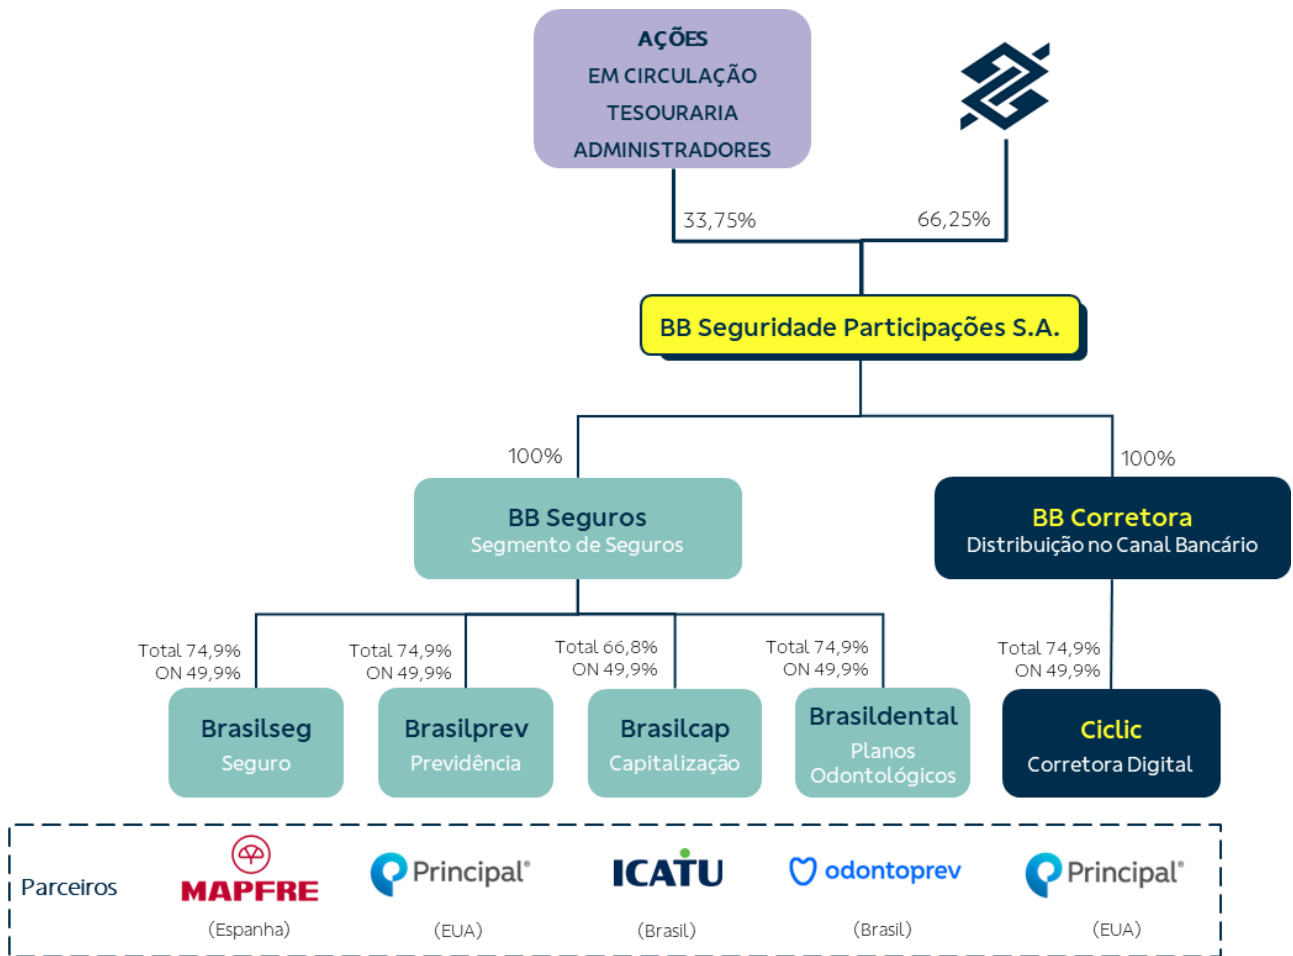 AÇÕES
EM CIRCULAÇÃO
TESOURARIA
ADMINISTRADORES
33,75%
66,25%
BB Seguridade Participações S.A.
100%
100%
BB Seguros
Segmento de Seguros
BB Corretora
Distribuição no Canal Bancário
Total 74,9%
ON 49,9%
Total 74,9%
ON 49,9%
Total 66,8%
ON 49,9%
Total 74,9%
ON 49,9%
Total 74,9%
ON 49,9%
Brasilseg
Seguro
Brasilprev
Previdência
Brasilcap
Capitalização
Brasildental
Planos
Odontológicos
Ciclic
Corretora Digital
Parceiros
MAPFRE
(Espanha)
Principal®
(EUA)
ICATU
(Brasil)
odontoprev
(Brasil)
Principal®
(EUA)